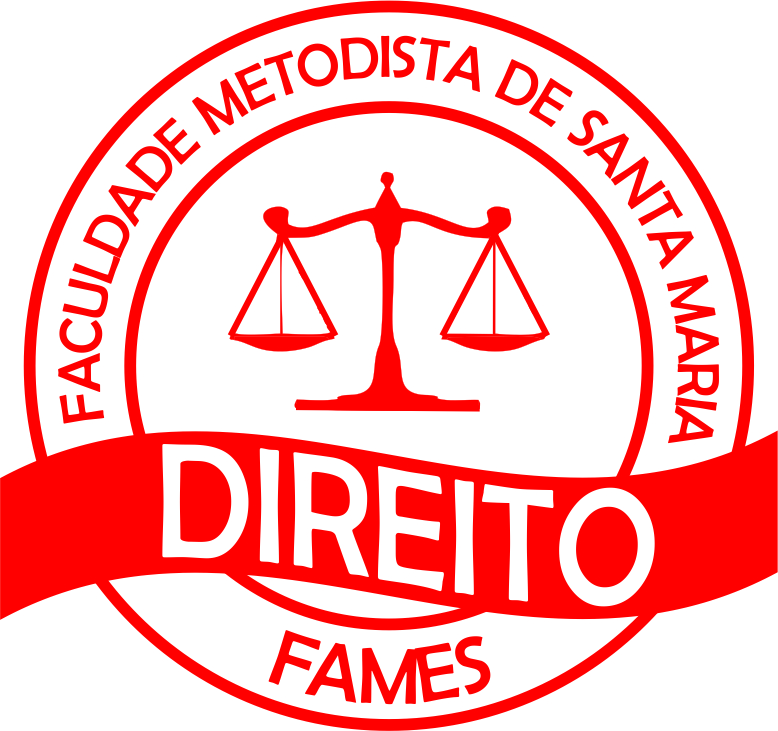 FACULDADE METODISTA DE SANTA MARIA
DIREITO
FAMES